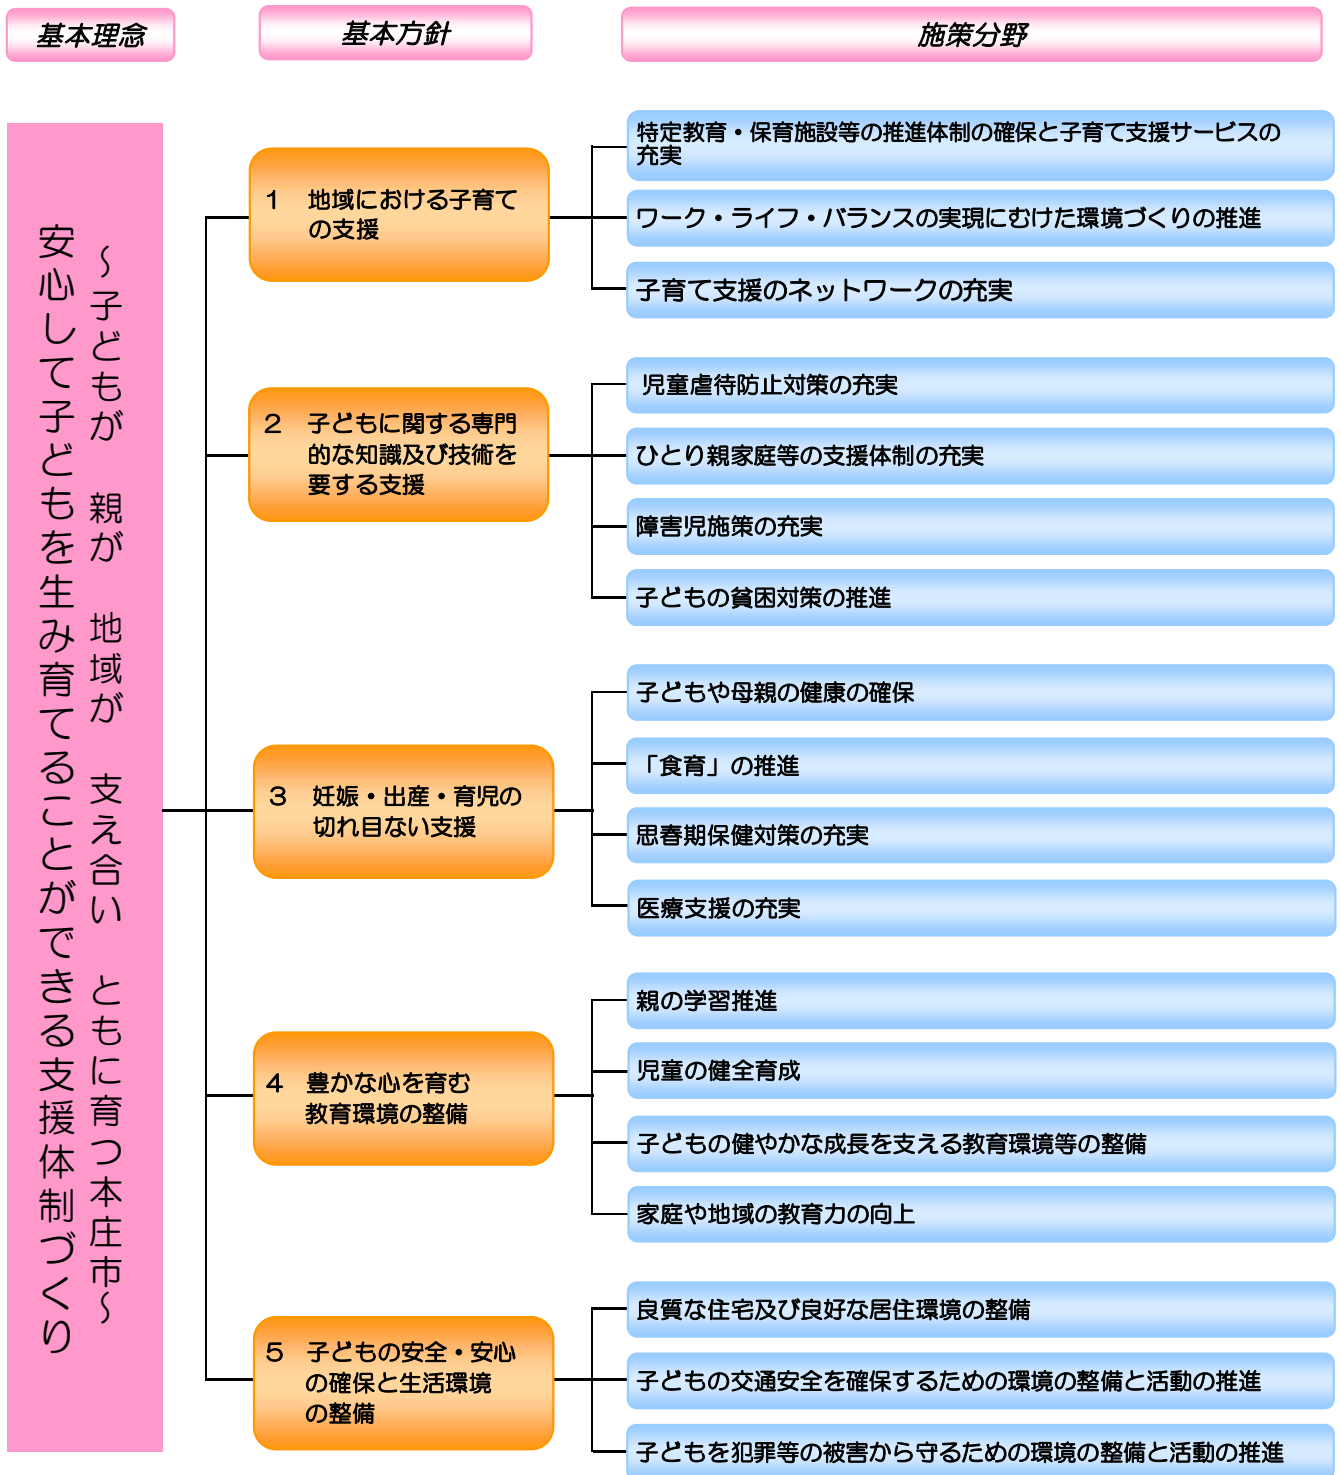 基本理念
基本方針
施策分野
～子どもが　親が　地域が　支え合い　ともに育つ本庄市～
安心して子どもを生み育てることができる支援体制づくり
１　地域における子育て
の支援
特定教育・保育施設等の推進体制の確保と子育て支援サービスの
充実
ワーク・ライフ・バランスの実現にむけた環境づくりの推進
子育て支援のネットワークの充実
２　子どもに関する専門
的な知識及び技術を
要する支援
児童虐待防止対策の充実
ひとり親家庭等の支援体制の充実
障害児施策の充実
子どもの貧困対策の推進
３　妊娠・出産・育児の
切れ目ない支援
子どもや母親の健康の確保
「食育」の推進
思春期保健対策の充実
医療支援の充実
４　豊かな心を育む
教育環境の整備
親の学習推進
児童の健全育成
子どもの健やかな成長を支える教育環境等の整備
家庭や地域の教育力の向上
５　子どもの安全・安心
の確保と生活環境
の整備
良質な住宅及び良好な居住環境の整備
子どもの交通安全を確保するための環境の整備と活動の推進
子どもを犯罪等の被害から守るための環境の整備と活動の推進